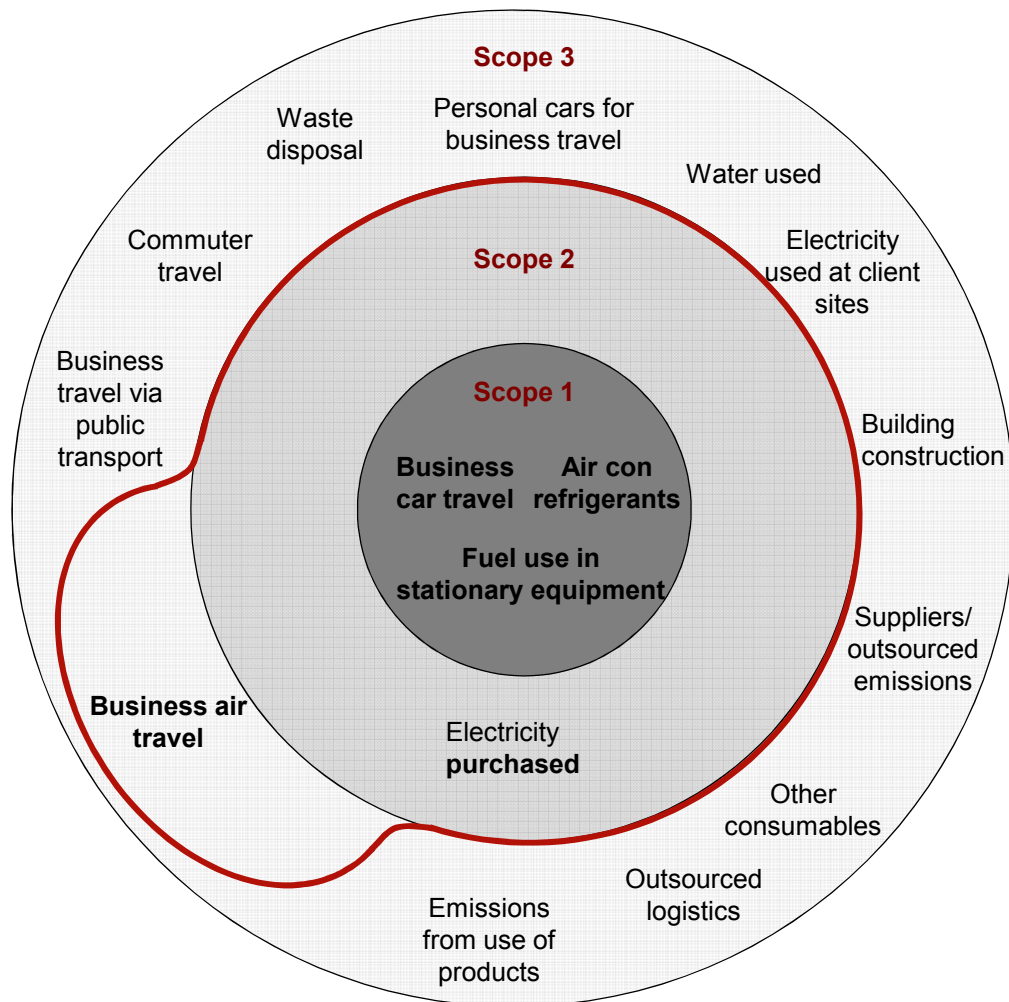 Scope 3
Waste
disposal
Personal cars for
business travel
Water used
Commuter
travel
Scope 2
Electricity
used at client
sites
Business
travel via
public
transport
Scope 1
Building
construction
Business
car travel
Air con
refrigerants
Fuel use in
stationary equipment
Suppliers/
outsourced
emissions
Business air
travel
Electricity
purchased
Other
consumables
Outsourced
logistics
Emissions
from use of
products